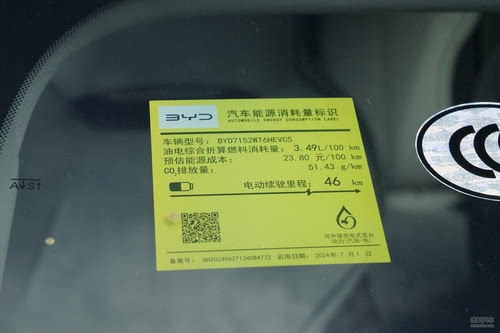 BYD 汽车能源消耗量标识
AUTOMOBILE ENERGY CONSUMPTION LABEL
车辆型号: BYD7152WT6HEVC5
油电综合折算燃料消耗量: 3.49L/100 km
预估能源成本: 23.80 元/100 km
CO₂排放量: 51.43 g/km
电动续驶里程: 46 km
可外接充电式混合
动力(汽油/电)
备案号: QR20240627134084772 启用日期: 2024年7月1日
A S1
CCC